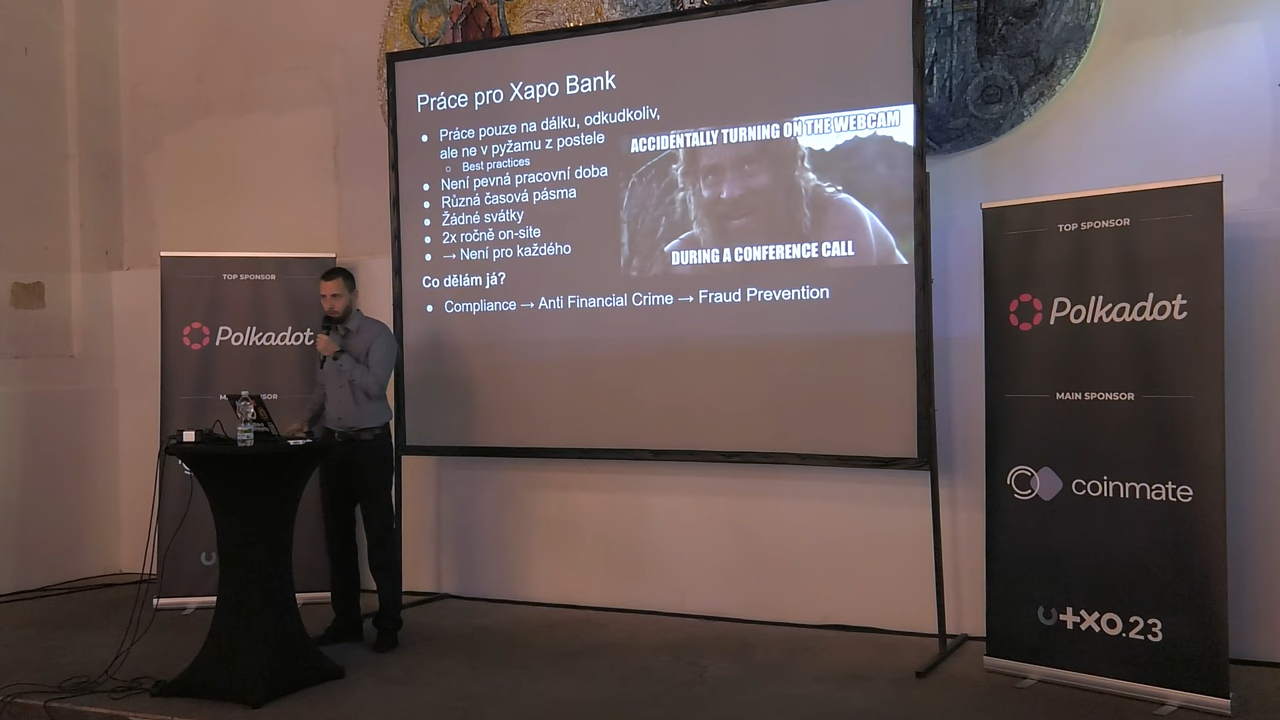 Práce pro Xapo Bank
● Práce pouze na dálku, odkudkoliv,
ale ne v pyžamu z postele
○ Best practices
● Není pevná pracovní doba
● Různá časová pásma
● Žádné svátky
● 2x ročně on-site
● → Není pro každého
Co dělám já?
● Compliance → Anti Financial Crime → Fraud Prevention
ACCIDENTALLY TURNING ON THE WEBCAM
DURING A CONFERENCE CALL
TOP SPONSOR
Polkadot
TOP SPONSOR
Polkadot
MAIN SPONSOR
coinmate
UTXO.23